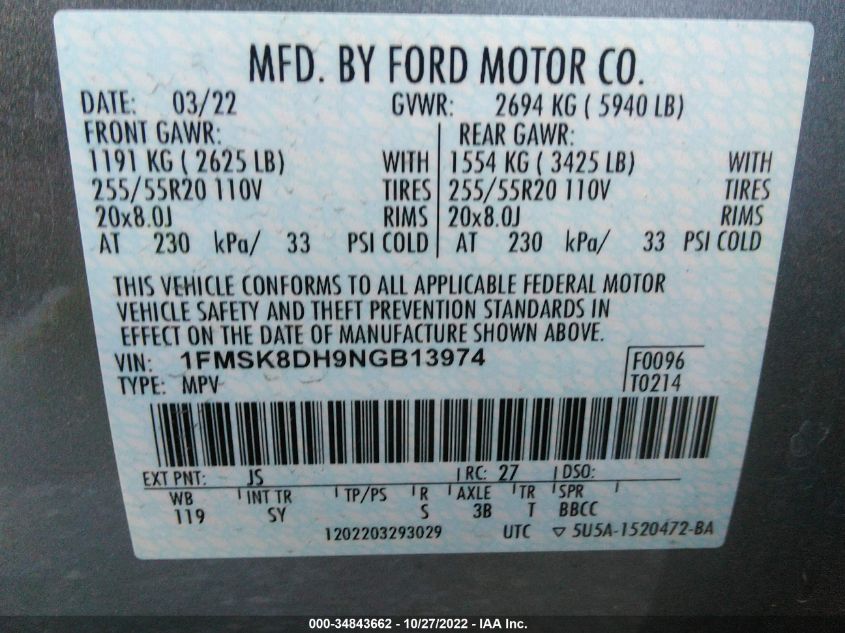 MFD. BY FORD MOTOR CO.
DATE: 03/22 GVWR: 2694 KG ( 5940 LB)
FRONT GAWR: REAR GAWR:
1191 KG ( 2625 LB) WITH 1554 KG ( 3425 LB) WITH
255/55R20 110V TIRES 255/55R20 110V TIRES
20x8.0J RIMS 20x8.0J RIMS
AT 230 kPa/ 33 PSI COLD AT 230 kPa/ 33 PSI COLD
THIS VEHICLE CONFORMS TO ALL APPLICABLE FEDERAL MOTOR
VEHICLE SAFETY AND THEFT PREVENTION STANDARDS IN
EFFECT ON THE DATE OF MANUFACTURE SHOWN ABOVE.
VIN: 1FMSK8DH9NGB13974 F0096
TYPE: MPV T0214
EXT PNT: JS RC: 27 DSO:
WB INT TR TP/PS R AXLE TR SPR
119 SY S 3B T BBCC
1202203293029 UTC ▽ 5U5A-1520472-BA
000-34843662 - 10/27/2022 - IAA Inc.